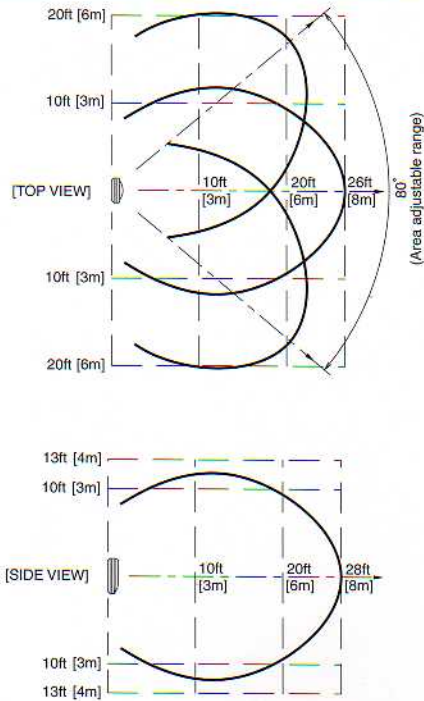 20ft [6m]
10ft [3m]
[TOP VIEW]
10ft
[3m]
20ft
[6m]
26ft
[8m]
80°
(Area adjustable range)
10ft [3m]
20ft [6m]
13ft [4m]
10ft [3m]
[SIDE VIEW]
10ft
[3m]
20ft
[6m]
28ft
[8m]
10ft [3m]
13ft [4m]